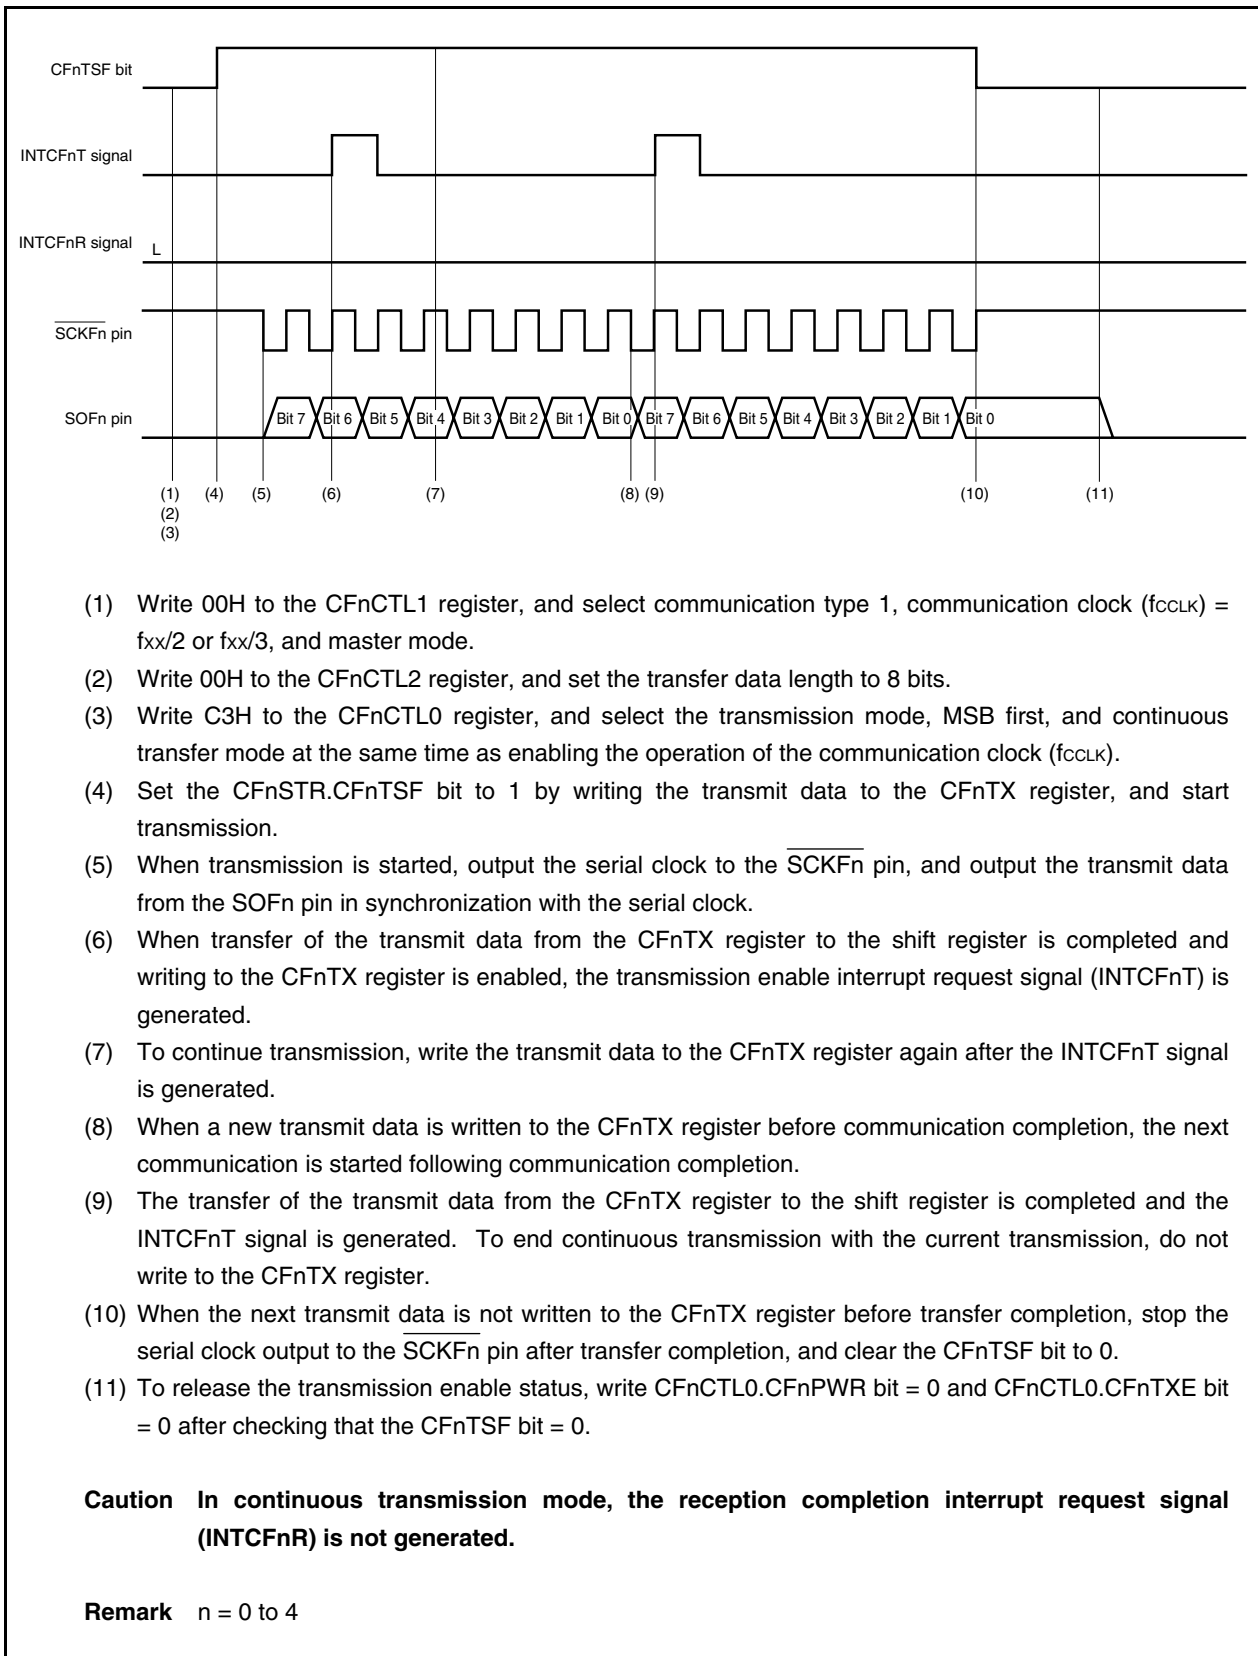 CFnTSF bit
INTCFnT signal
INTCFnR signal L
SCKFn pin
SOFn pin Bit 7 Bit 6 Bit 5 Bit 4 Bit 3 Bit 2 Bit 1 Bit 0 Bit 7 Bit 6 Bit 5 Bit 4 Bit 3 Bit 2 Bit 1 Bit 0
(1) (4) (5) (6) (7) (8) (9) (10) (11)
(2)
(3)
(1) Write 00H to the CFnCTL1 register, and select communication type 1, communication clock (fCCLK) =
fxx/2 or fxx/3, and master mode.
(2) Write 00H to the CFnCTL2 register, and set the transfer data length to 8 bits.
(3) Write C3H to the CFnCTL0 register, and select the transmission mode, MSB first, and continuous
transfer mode at the same time as enabling the operation of the communication clock (fCCLK).
(4) Set the CFnSTR.CFnTSF bit to 1 by writing the transmit data to the CFnTX register, and start
transmission.
(5) When transmission is started, output the serial clock to the SCKFn pin, and output the transmit data
from the SOFn pin in synchronization with the serial clock.
(6) When transfer of the transmit data from the CFnTX register to the shift register is completed and
writing to the CFnTX register is enabled, the transmission enable interrupt request signal (INTCFnT) is
generated.
(7) To continue transmission, write the transmit data to the CFnTX register again after the INTCFnT signal
is generated.
(8) When a new transmit data is written to the CFnTX register before communication completion, the next
communication is started following communication completion.
(9) The transfer of the transmit data from the CFnTX register to the shift register is completed and the
INTCFnT signal is generated. To end continuous transmission with the current transmission, do not
write to the CFnTX register.
(10) When the next transmit data is not written to the CFnTX register before transfer completion, stop the
serial clock output to the SCKFn pin after transfer completion, and clear the CFnTSF bit to 0.
(11) To release the transmission enable status, write CFnCTL0.CFnPWR bit = 0 and CFnCTL0.CFnTXE bit
= 0 after checking that the CFnTSF bit = 0.
Caution In continuous transmission mode, the reception completion interrupt request signal
(INTCFnR) is not generated.
Remark n = 0 to 4